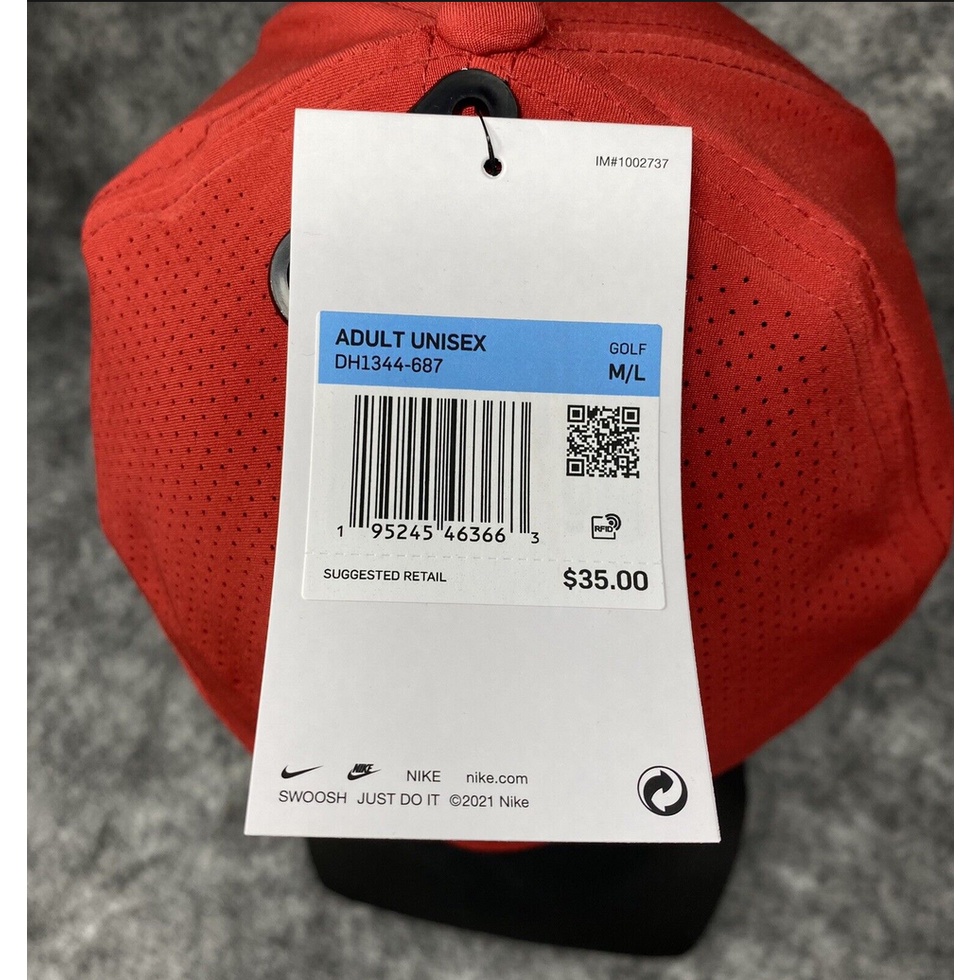 IM#1002737
ADULT UNISEX
DH1344-687
GOLF
M/L
1 95245 46366 3
RFID
SUGGESTED RETAIL
$35.00
NIKE NIKE nike.com
SWOOSH JUST DO IT ©2021 Nike